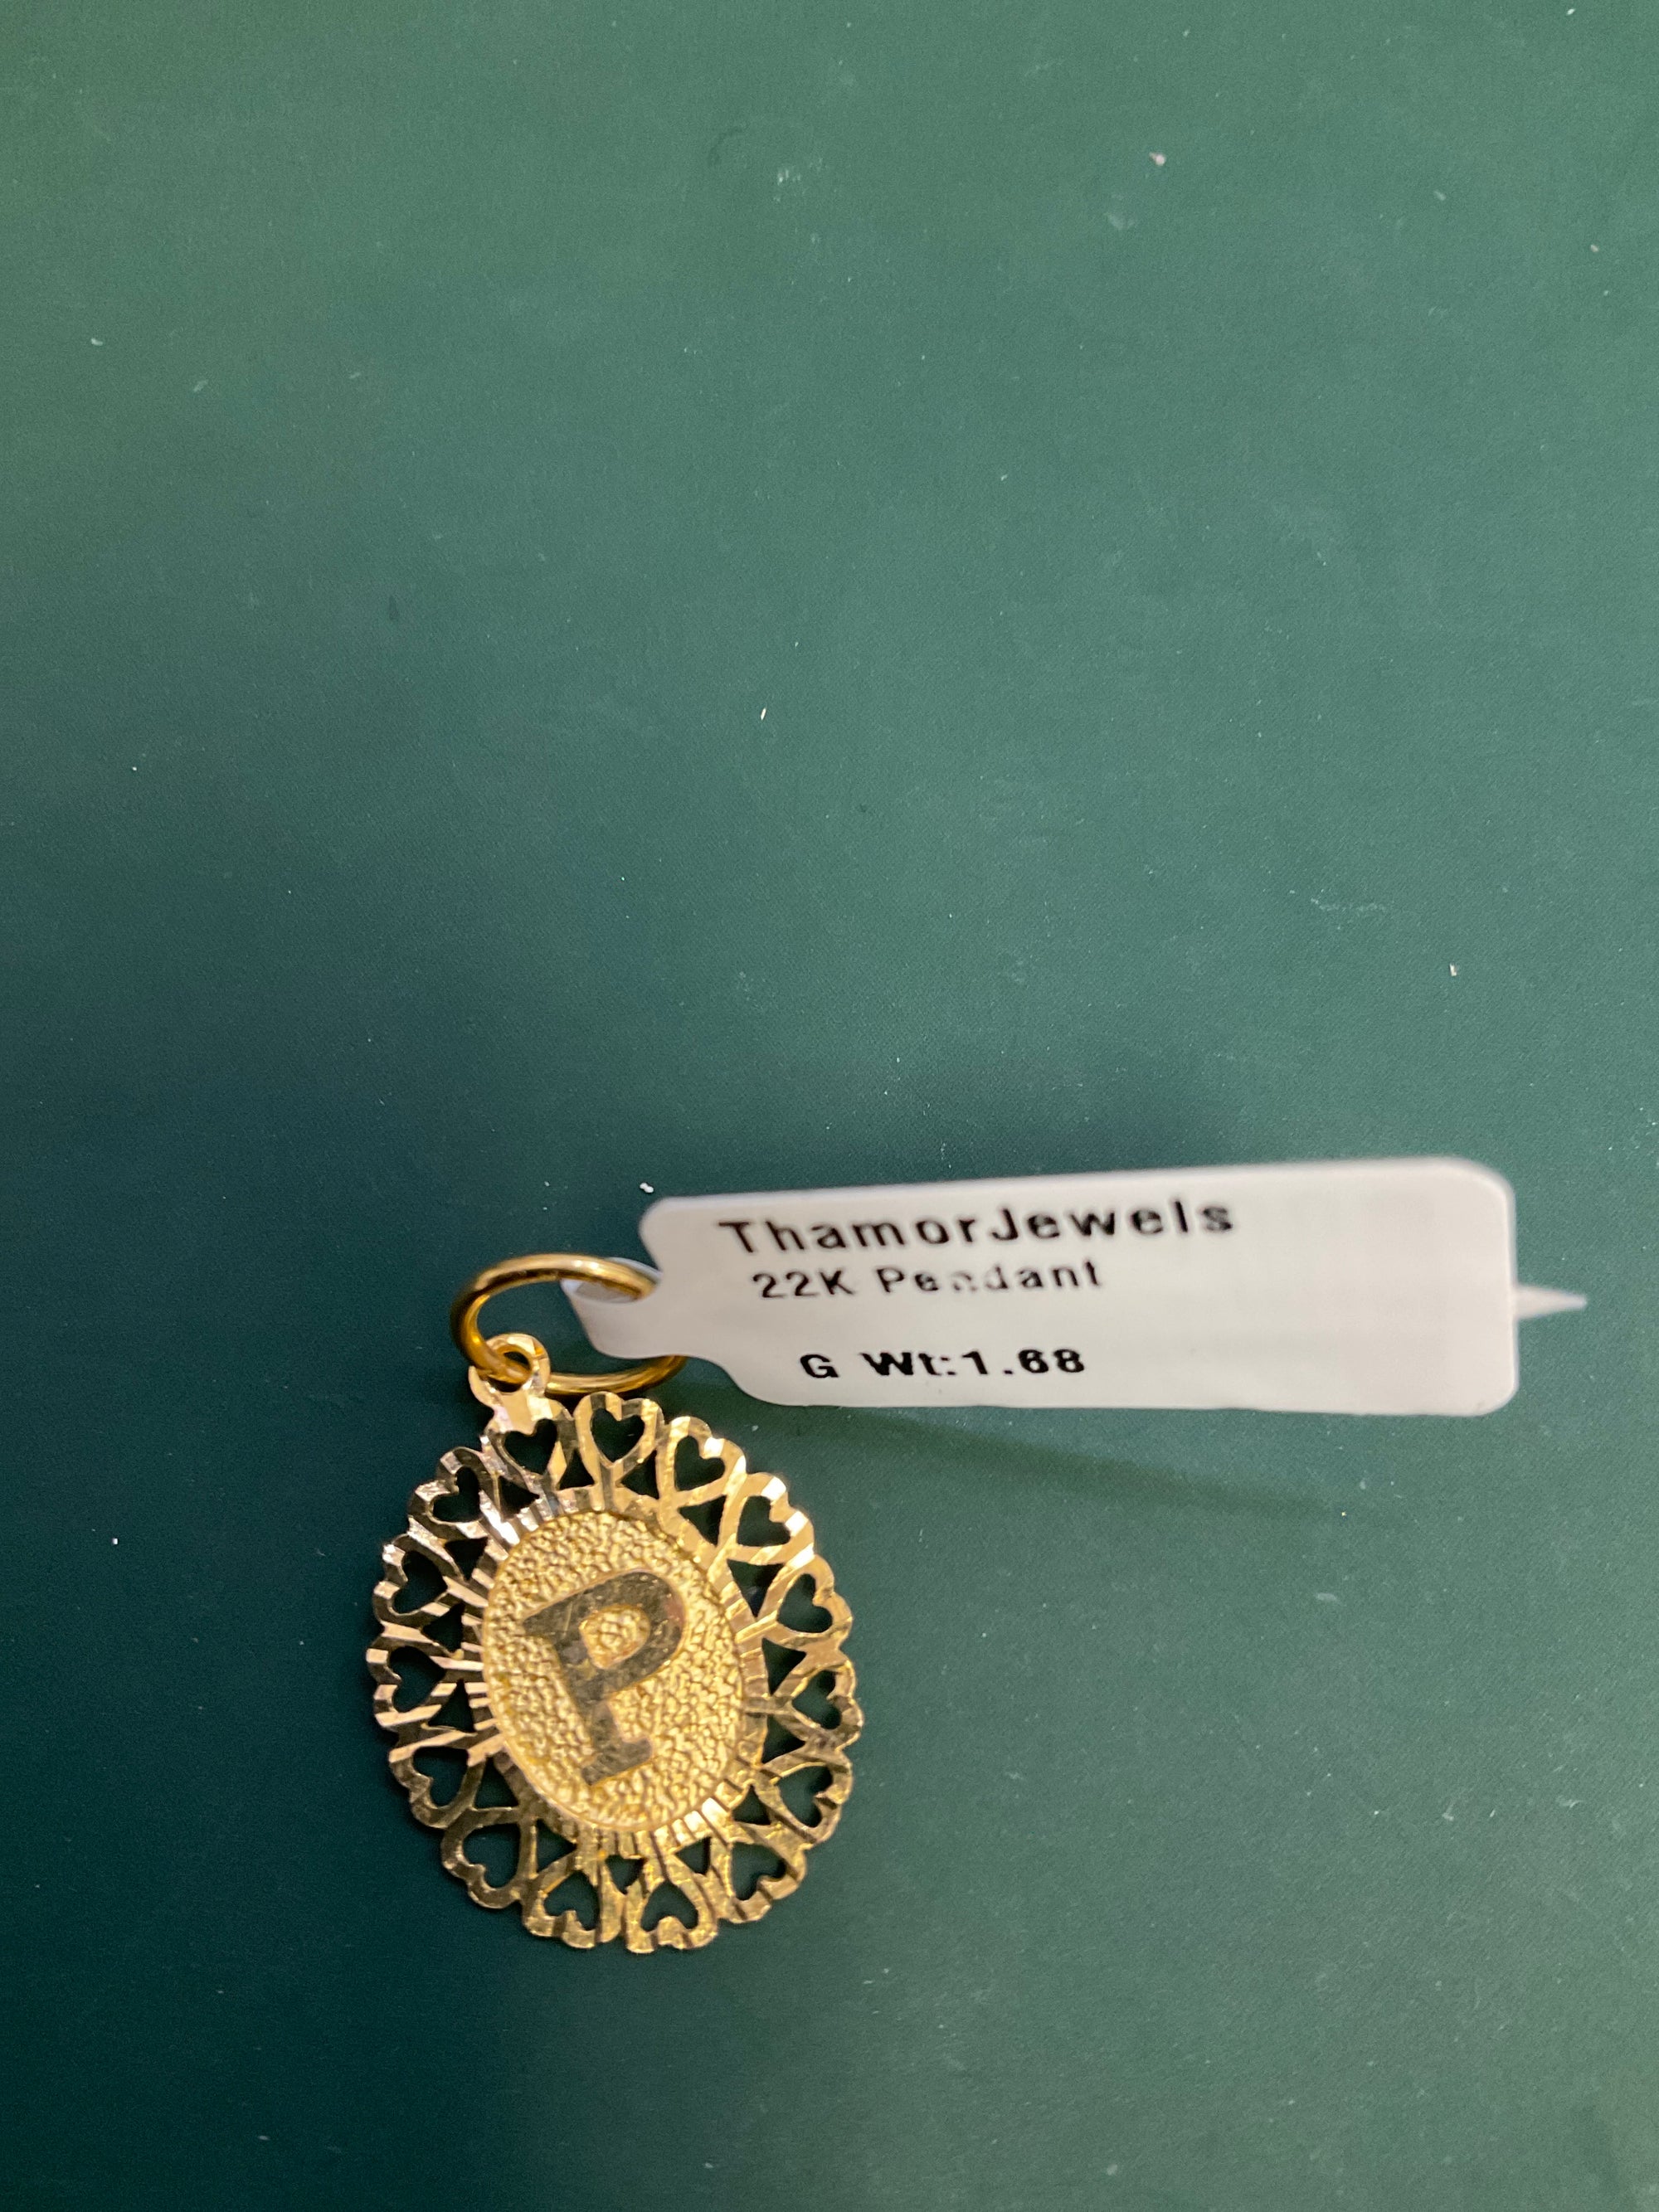 ThamorJewels
22K Pendant
G Wt:1.68
P